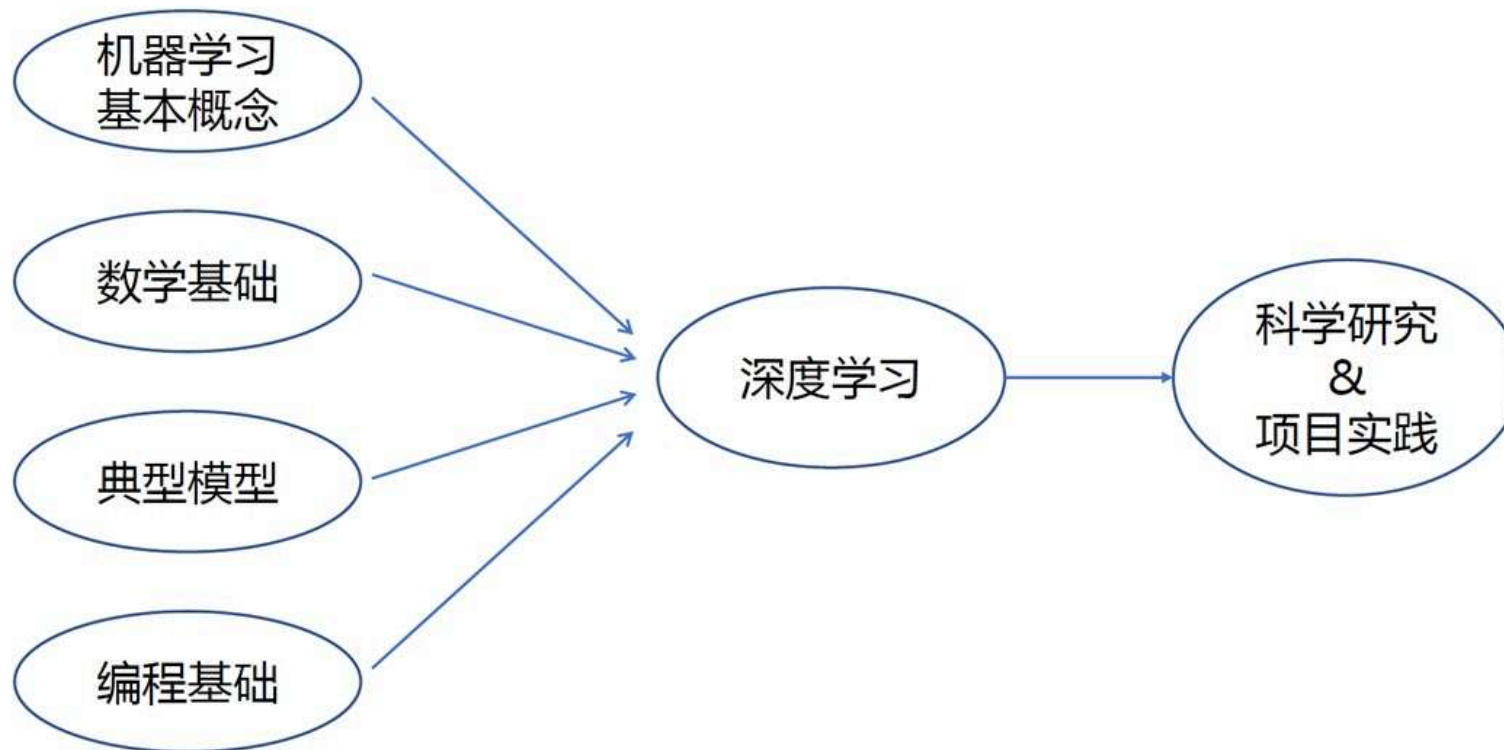 机器学习
基本概念
数学基础
典型模型
编程基础
深度学习
科学研究
&
项目实践